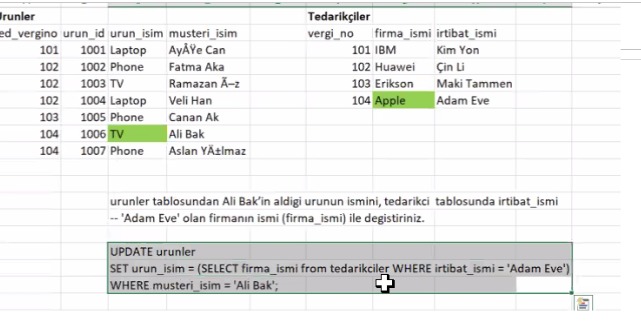 Urunler Tedarikçiler
ed_vergino urun_id urun_isim musteri_isim vergi_no firma_ismi irtibat_ismi
101 1001 Laptop AyÅŸe Can 101 IBM Kim Yon
102 1002 Phone Fatma Aka 102 Huawei Çin Li
102 1003 TV Ramazan Ã–z 103 Erikson Maki Tammen
102 1004 Laptop Veli Han 104 Apple Adam Eve
103 1005 Phone Canan Ak
104 1006 TV Ali Bak
104 1007 Phone Aslan YÄ±lmaz
urunler tablosundan Ali Bak’in aldigi urunun ismini, tedarikci tablosunda irtibat_ismi
-- 'Adam Eve' olan firmanın ismi (firma_ismi) ile degistiriniz.
UPDATE urunler
SET urun_isim = (SELECT firma_ismi from tedarikciler WHERE irtibat_ismi = 'Adam Eve')
WHERE musteri_isim = 'Ali Bak';